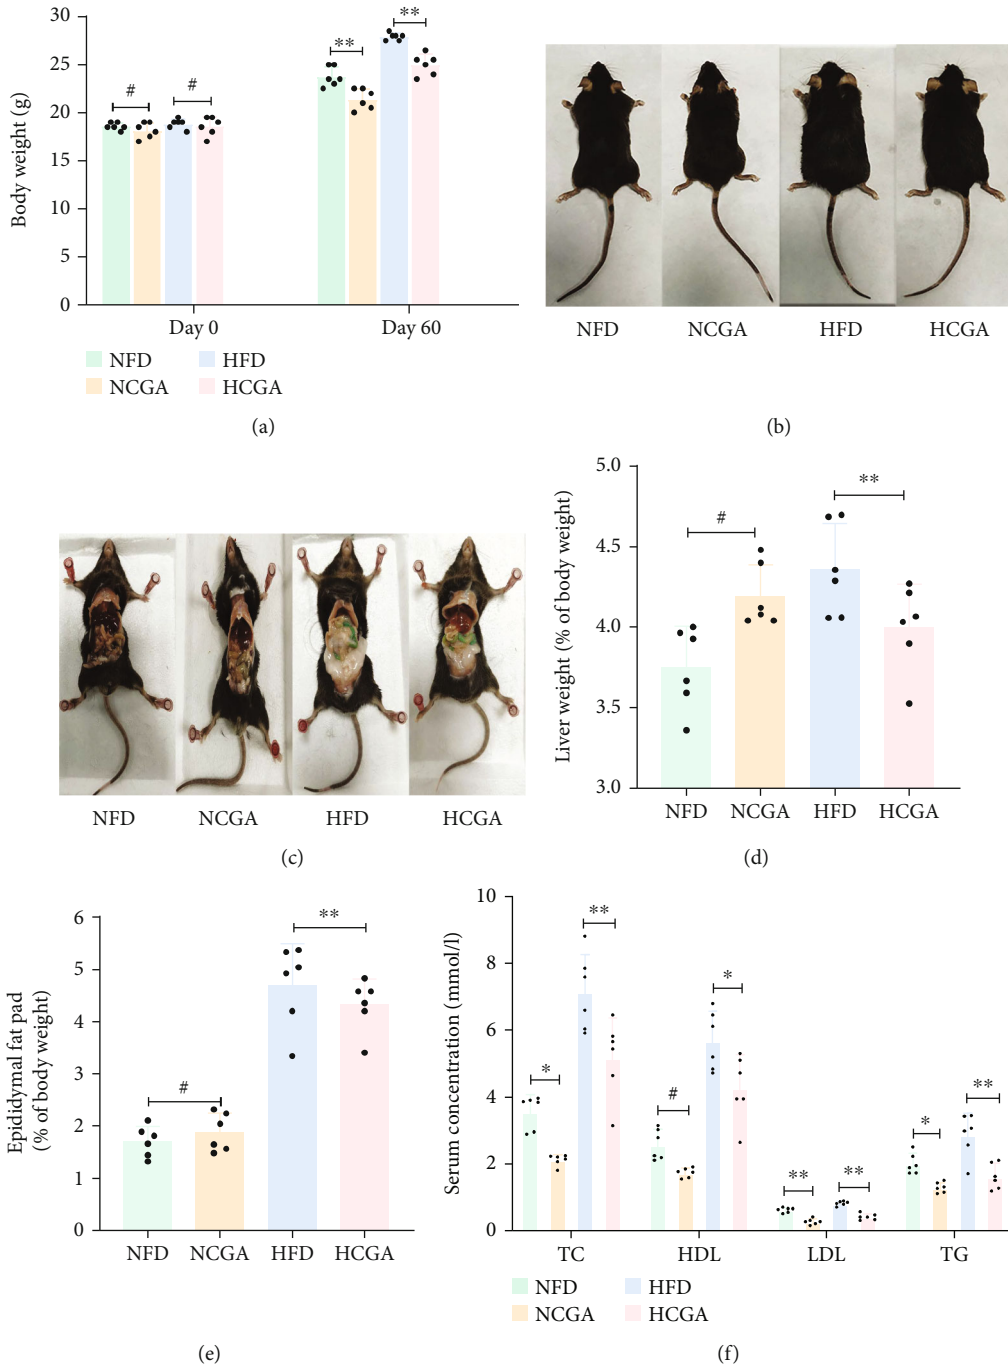 Body weight (g)
30
25
20
15
10
5
0
#
#
**
**
Day 0
Day 60
NFD
HFD
NCGA
HCGA
(a)
NFD
NCGA
HFD
HCGA
(b)
NFD
NCGA
HFD
HCGA
(c)
Liver weight (% of body weight)
5.0
4.5
4.0
3.5
3.0
#
**
NFD
NCGA
HFD
HCGA
(d)
Epididymal fat pad
(% of body weight)
6
5
4
3
2
1
0
#
**
NFD
NCGA
HFD
HCGA
(e)
Serum concentration (mmol/l)
10
8
6
4
2
0
*
**
#
*
**
**
*
**
TC
HDL
LDL
TG
NFD
HFD
NCGA
HCGA
(f)